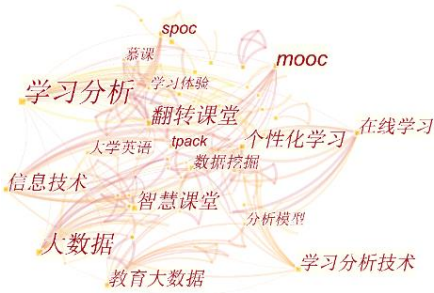 spoc
慕课
mooc
学习分析
学习体验
翻转课堂
在线学习
大学英语
tpack
个性化学习
数据挖掘
信息技术
智慧课堂
分析模型
大数据
学习分析技术
教育大数据